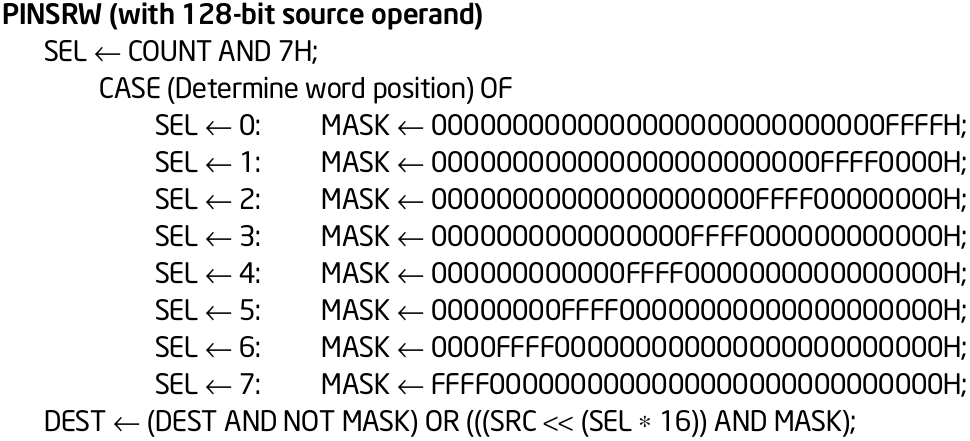 PINSRW (with 128-bit source operand)
SEL ← COUNT AND 7H;
CASE (Determine word position) OF
SEL ← 0: MASK ← 0000000000000000000000000000FFFFH;
SEL ← 1: MASK ← 000000000000000000000000FFFF0000H;
SEL ← 2: MASK ← 00000000000000000000FFFF00000000H;
SEL ← 3: MASK ← 0000000000000000FFFF000000000000H;
SEL ← 4: MASK ← 000000000000FFFF0000000000000000H;
SEL ← 5: MASK ← 00000000FFFF00000000000000000000H;
SEL ← 6: MASK ← 0000FFFF000000000000000000000000H;
SEL ← 7: MASK ← FFFF0000000000000000000000000000H;
DEST ← (DEST AND NOT MASK) OR (((SRC << (SEL * 16)) AND MASK);